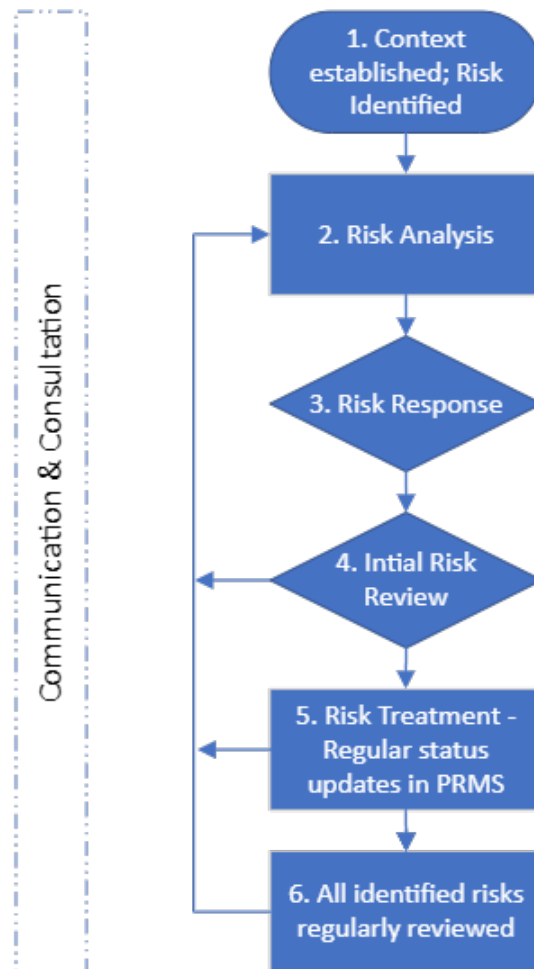 Communication & Consultation
1. Context
established; Risk
Identified
2. Risk Analysis
3. Risk Response
4. Intial Risk
Review
5. Risk Treatment -
Regular status
updates in PRMS
6. All identified risks
regularly reviewed